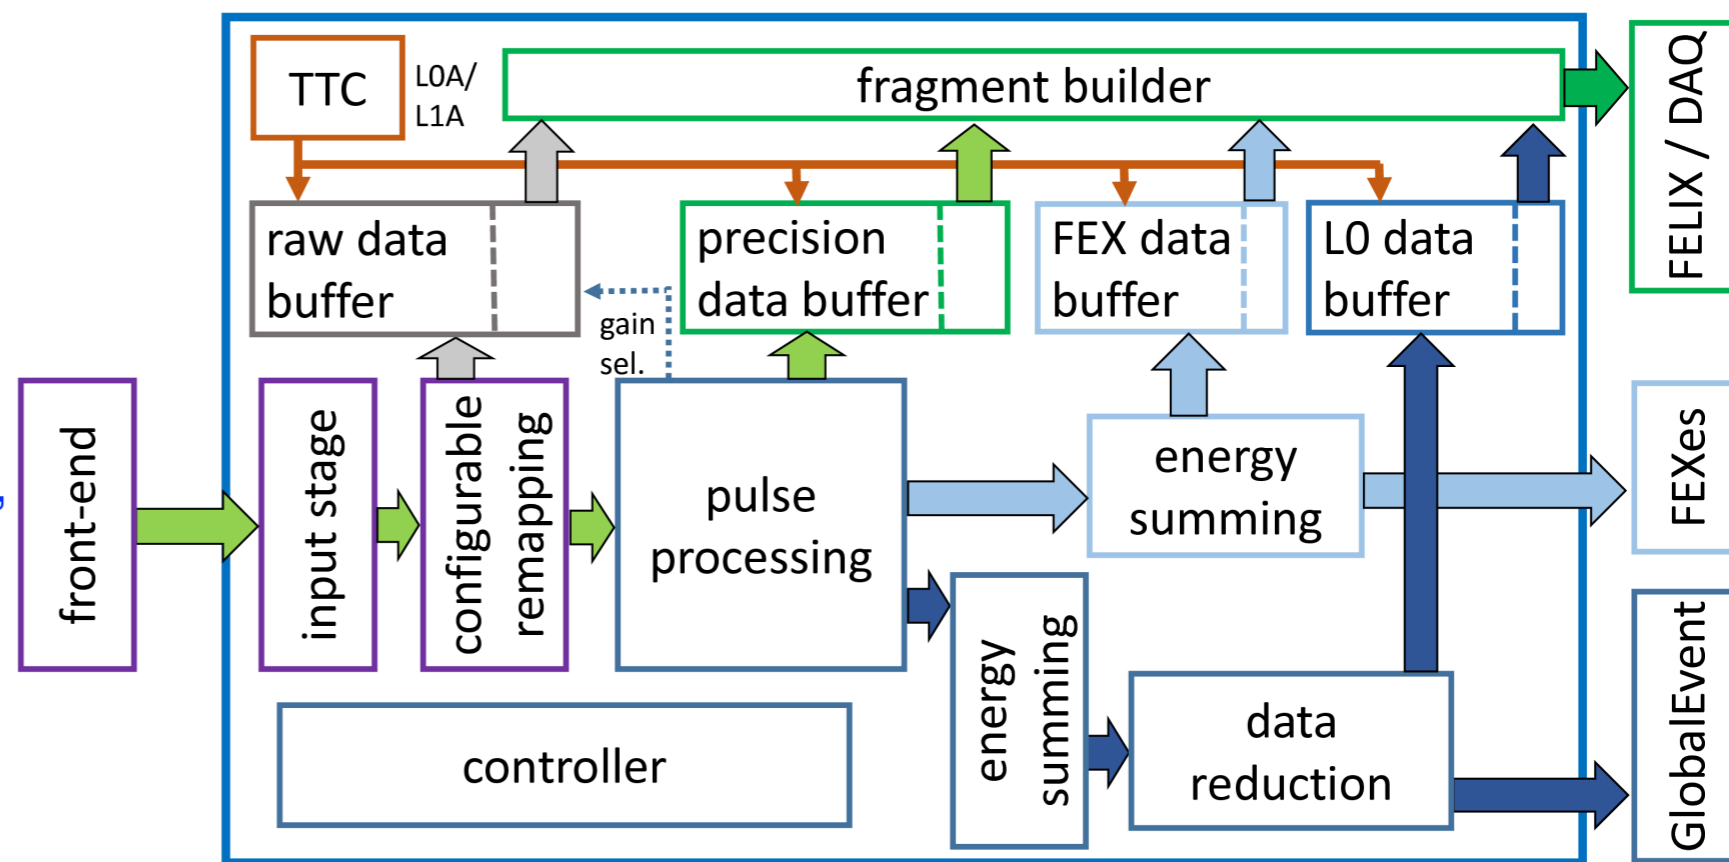 TTC
L0A/
L1A
fragment builder
FELIX / DAQ
raw data
buffer
precision
data buffer
FEX data
buffer
L0 data
buffer
gain
sel.
front-end
input stage
configurable
remapping
pulse
processing
energy
summing
FEXes
energy
summing
data
reduction
GlobalEvent
controller